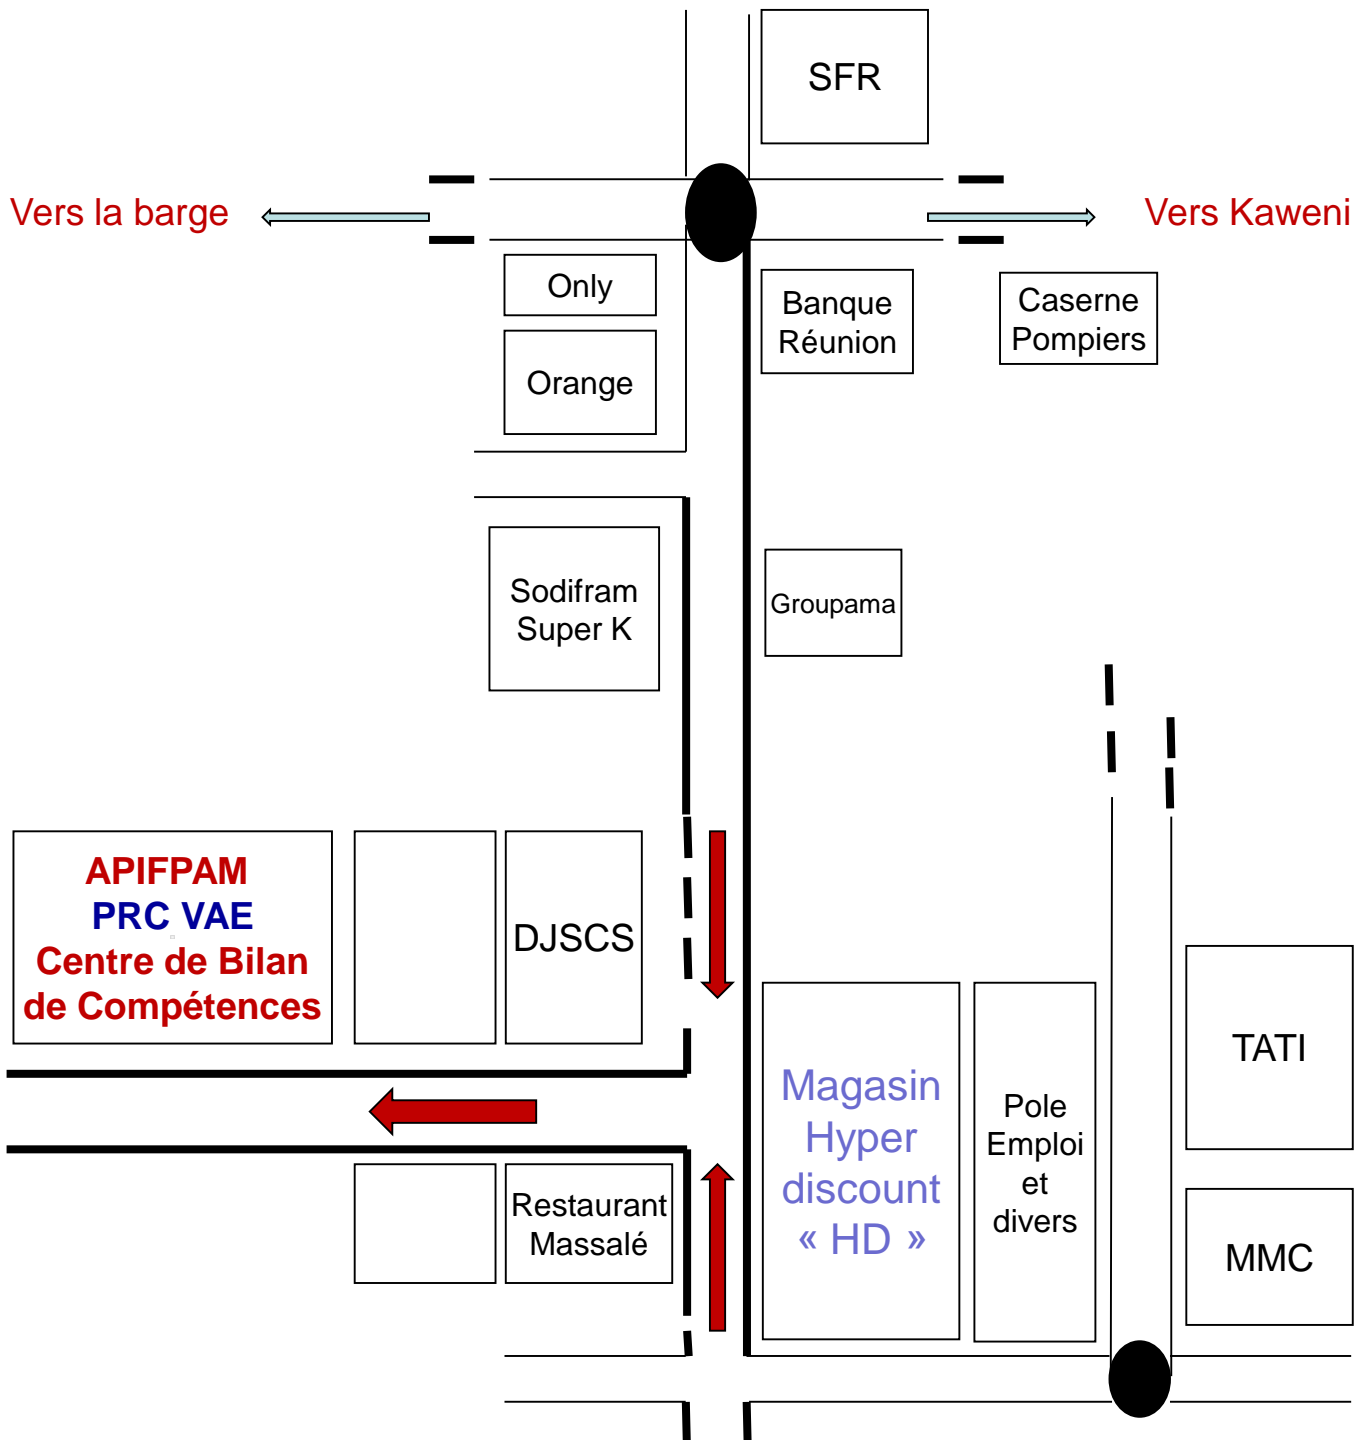 SFR
Vers la barge
Vers Kaweni
Only
Orange
Banque
Réunion
Caserne
Pompiers
Sodifram
Super K
Groupama
APIFPAM
PRC VAE
Centre de Bilan
de Compétences
DJSCS
Magasin
Hyper
discount
« HD »
Pole
Emploi
et
divers
TATI
MMC
Restaurant
Massalé